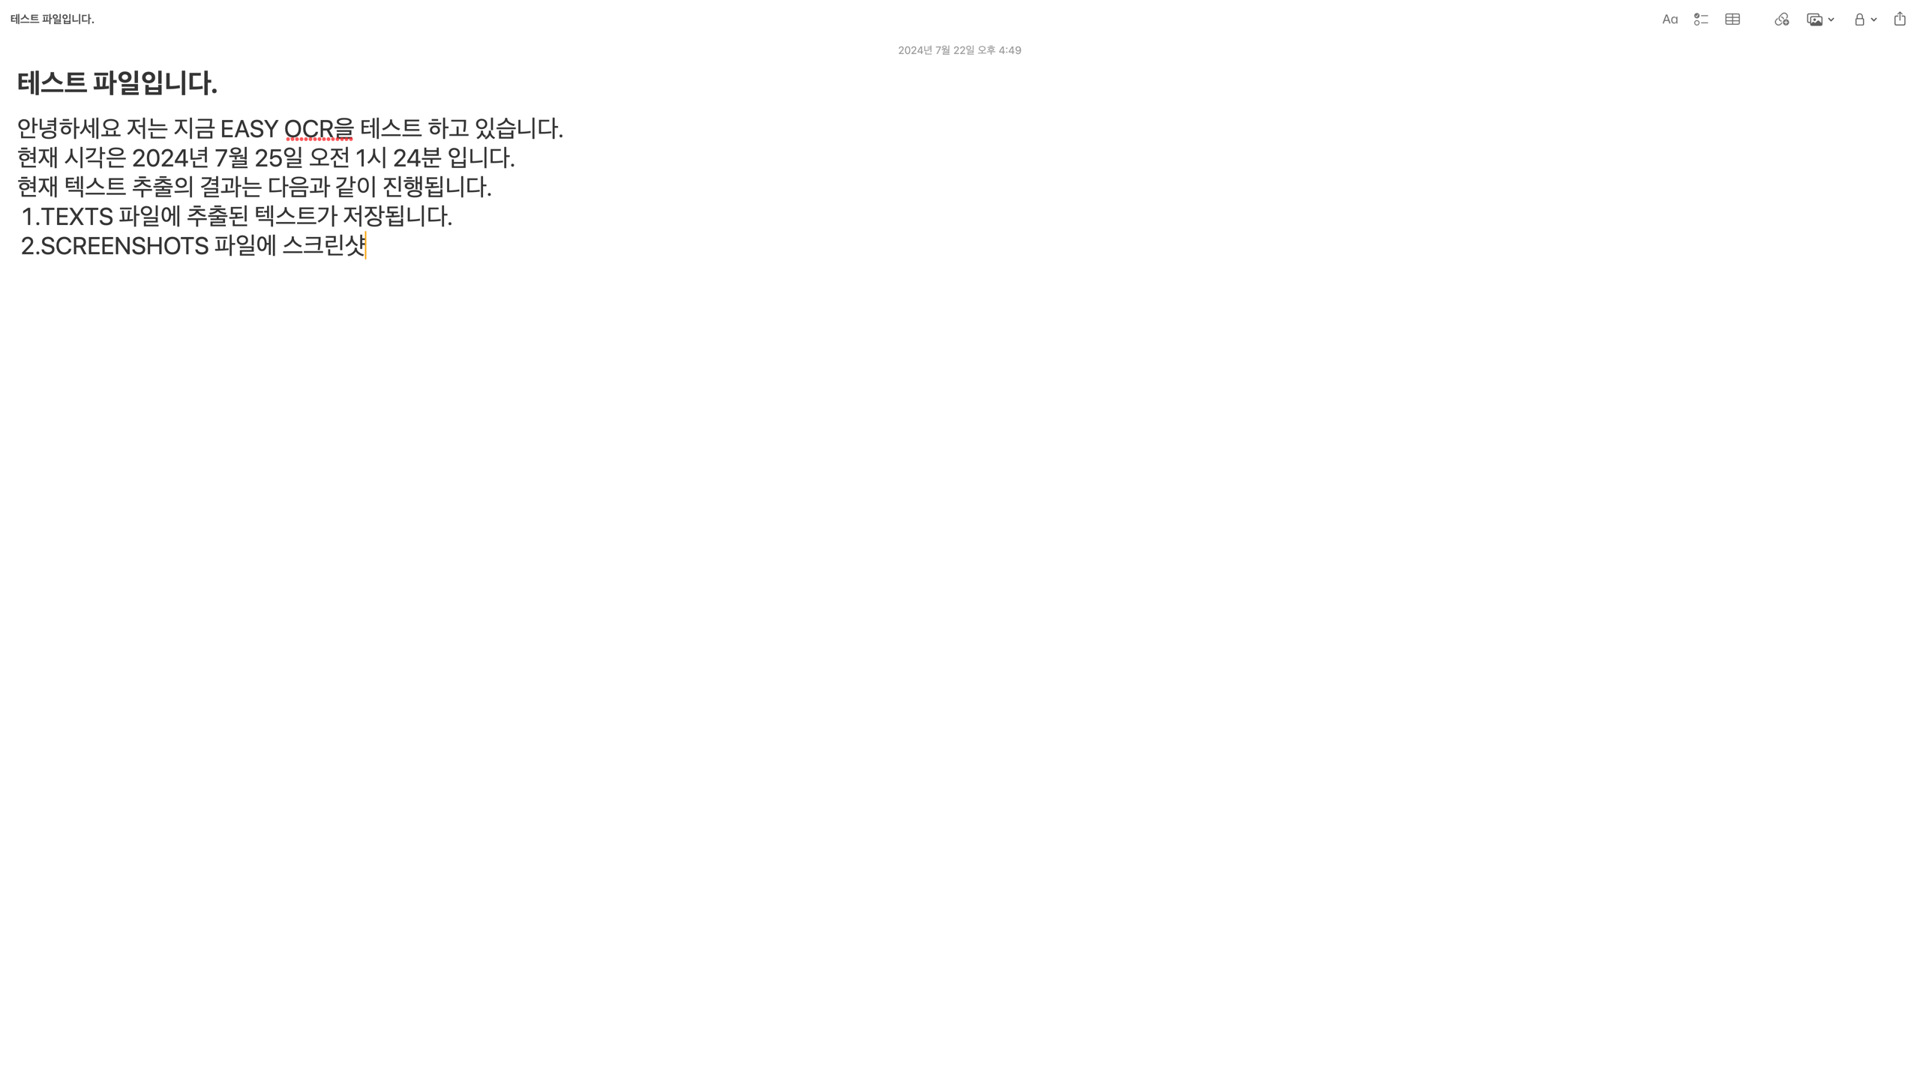 테스트 파일입니다.
Aa
2024년 7월 22일 오후 4:49
테스트 파일입니다.
안녕하세요 저는 지금 EASY OCR을 테스트 하고 있습니다.
현재 시각은 2024년 7월 25일 오전 1시 24분 입니다.
현재 텍스트 추출의 결과는 다음과 같이 진행됩니다.
1.TEXTS 파일에 추출된 텍스트가 저장됩니다.
2.SCREENSHOTS 파일에 스크린샷